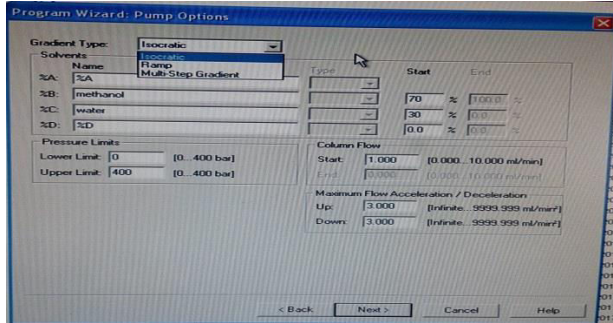 Program Wizard: Pump Options
Gradient Type: Isocratic
Isocratic
Ramp
Multi-Step Gradient
Solvents
Name Type Start End
%A: %A
%B: methanol 70 % 100.0 %
%C: water 30 % 0.0 %
%D: %D 0.0 % 0.0 %
Pressure Limits
Lower Limit: 0 [0...400 bar]
Upper Limit: 400 [0...400 bar]
Column Flow
Start: 1.000 [0.000...10.000 ml/min]
End: 0.000 [0.000...10.000 ml/min]
Maximum Flow Acceleration / Deceleration
Up: 3.000 [Infinite...9999.999 ml/min²]
Down: 3.000 [Infinite...9999.999 ml/min²]
< Back Next > Cancel Help